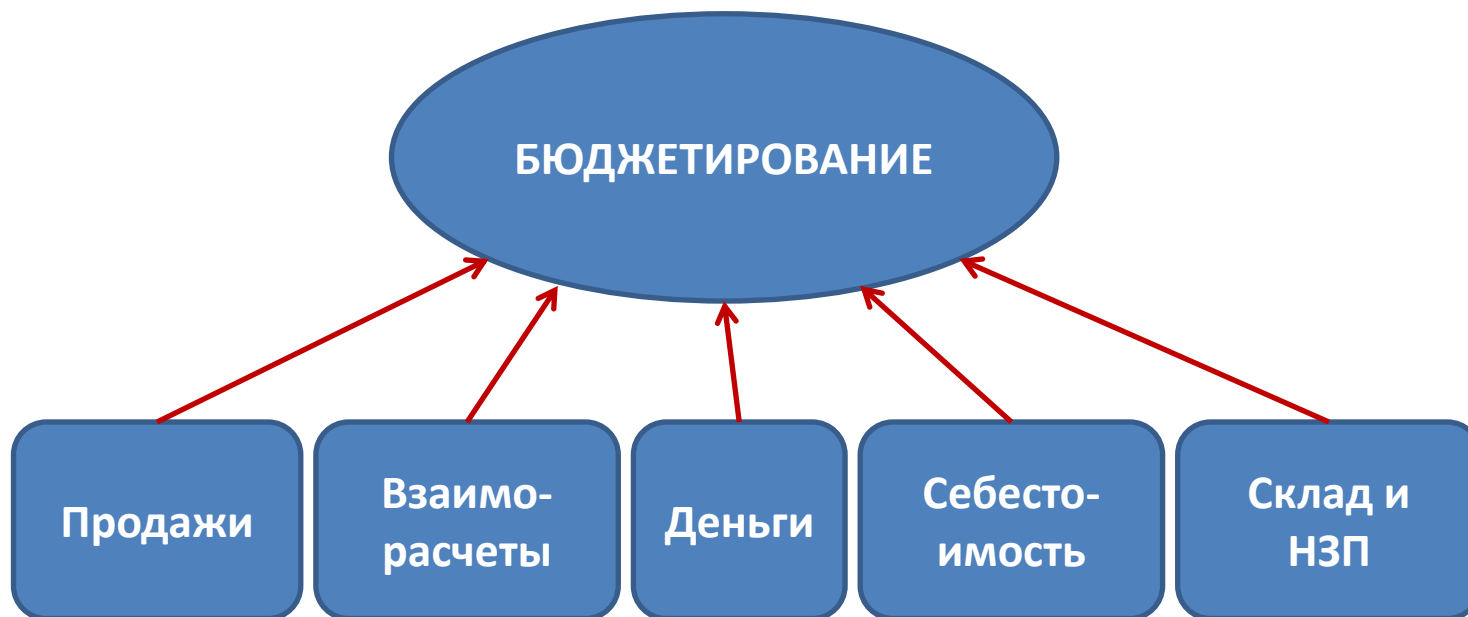 БЮДЖЕТИРОВАНИЕ
Продажи
Взаимо-
расчеты
Деньги
Себесто-
имость
Склад и
НЗП